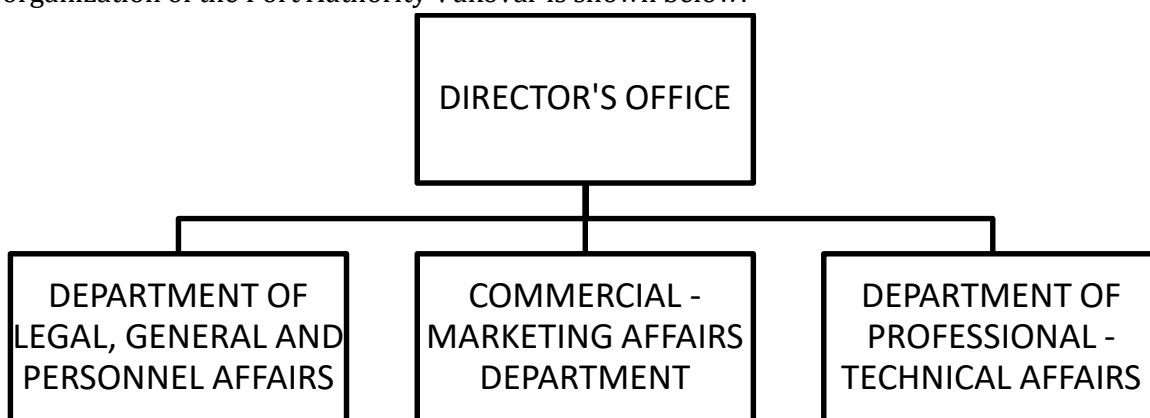 organization of the Port Authority Vukovar is shown below:
DIRECTOR'S OFFICE
DEPARTMENT OF
LEGAL, GENERAL AND
PERSONNEL AFFAIRS
COMMERCIAL -
MARKETING AFFAIRS
DEPARTMENT
DEPARTMENT OF
PROFESSIONAL -
TECHNICAL AFFAIRS